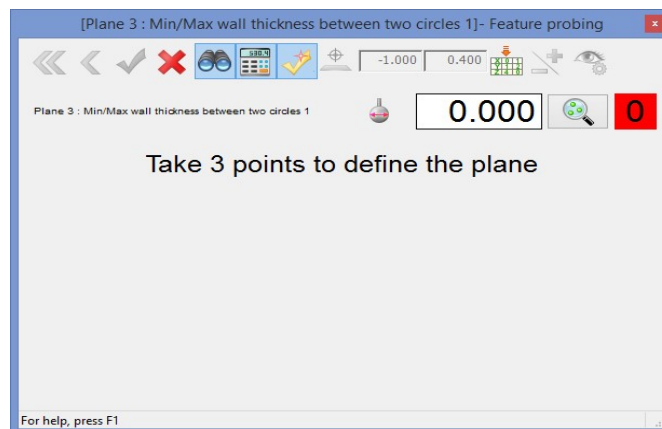 [Plane 3 : Min/Max wall thickness between two circles 1]- Feature probing
x
-1.000 0.400
Plane 3 : Min/Max wall thickness between two circles 1
0.000 0
Take 3 points to define the plane
For help, press F1